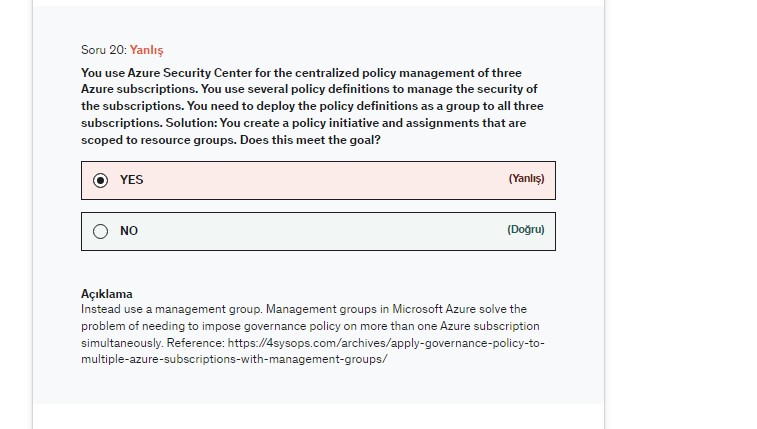 Soru 20: Yanlış
You use Azure Security Center for the centralized policy management of three
Azure subscriptions. You use several policy definitions to manage the security of
the subscriptions. You need to deploy the policy definitions as a group to all three
subscriptions. Solution: You create a policy initiative and assignments that are
scoped to resource groups. Does this meet the goal?
YES (Yanlış)
NO (Doğru)
Açıklama
Instead use a management group. Management groups in Microsoft Azure solve the
problem of needing to impose governance policy on more than one Azure subscription
simultaneously. Reference: https://4sysops.com/archives/apply-governance-policy-to-
multiple-azure-subscriptions-with-management-groups/